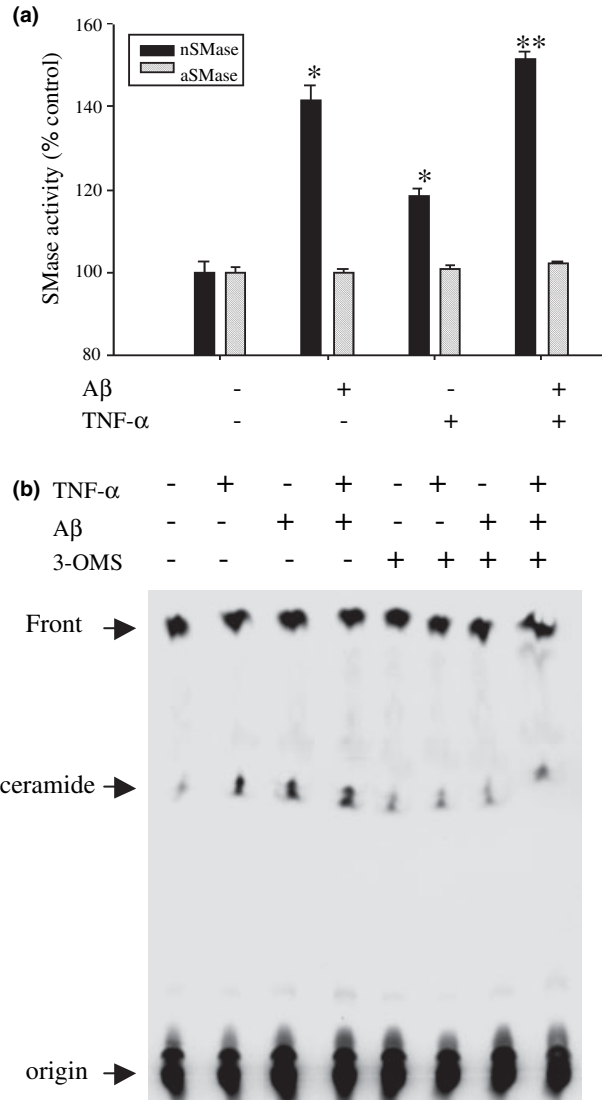 (a)
160
140
120
100
80
SMase activity (% control)
nSMase
aSMase
* * **
Aβ - + - +
TNF-α - - + +
(b) TNF-α - + - + - + - +
Aβ - - + + - - + +
3-OMS - - - - + + + +
Front
ceramide
origin